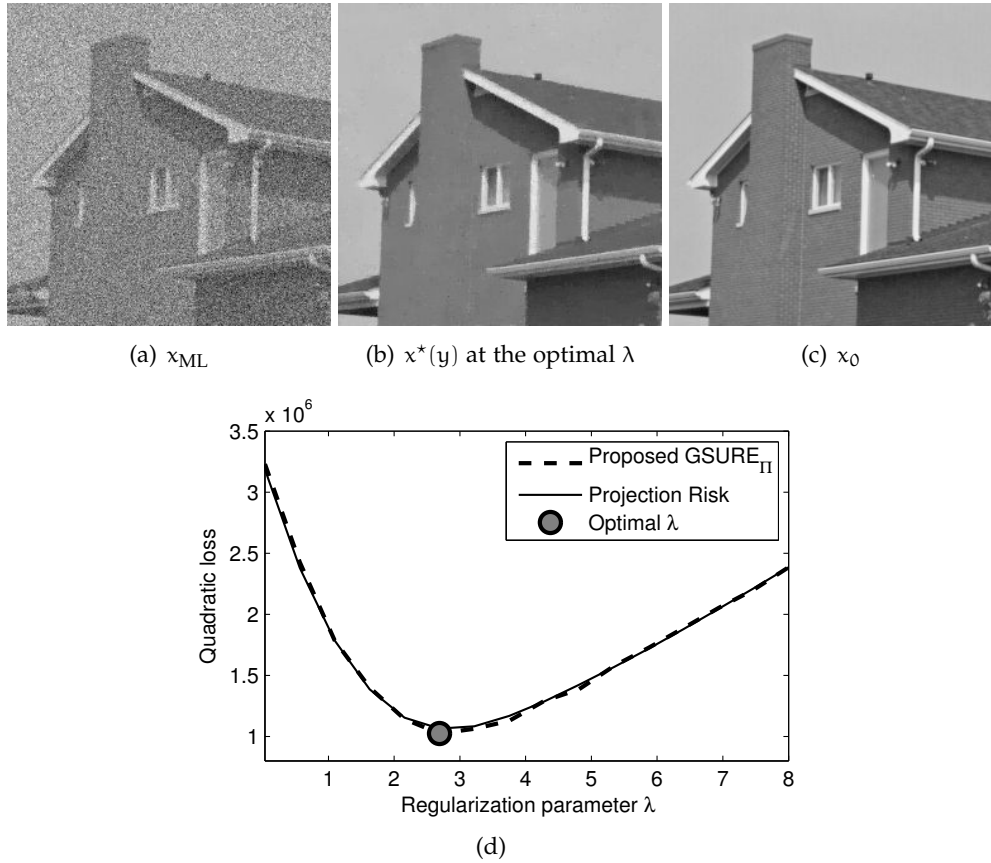 (a) x_ML
(b) x⋆(y) at the optimal λ
(c) x_0
x 10^6
3.5
3
2.5
2
1.5
1
Quadratic loss
Proposed GSURE_Π
Projection Risk
Optimal λ
1 2 3 4 5 6 7 8
Regularization parameter λ
(d)